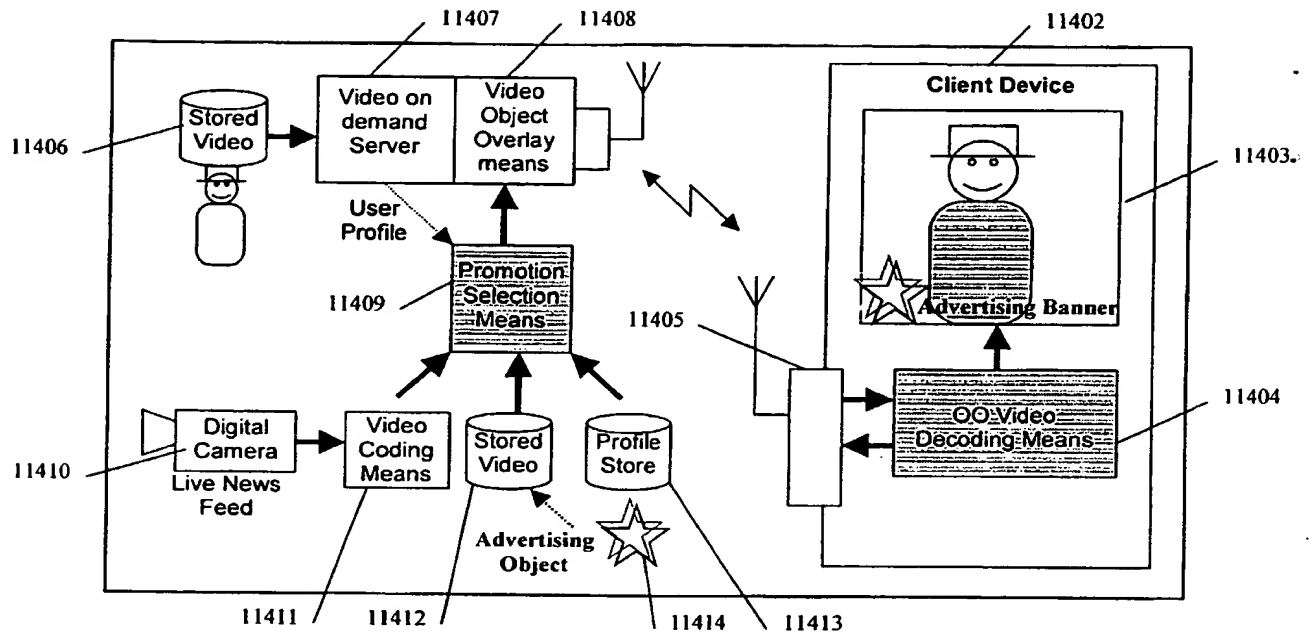 11407
11408
11402
Client Device
Stored
Video
11406
Video on
demand
Server
Video
Object
Overlay
means
11403
User
Profile
11409
Promotion
Selection
Means
Advertising Banner
11405
OO Video
Decoding Means
11404
Digital
Camera
Live News
Feed
11410
Video
Coding
Means
Stored
Video
Profile
Store
Advertising
Object
11411
11412
11414
11413